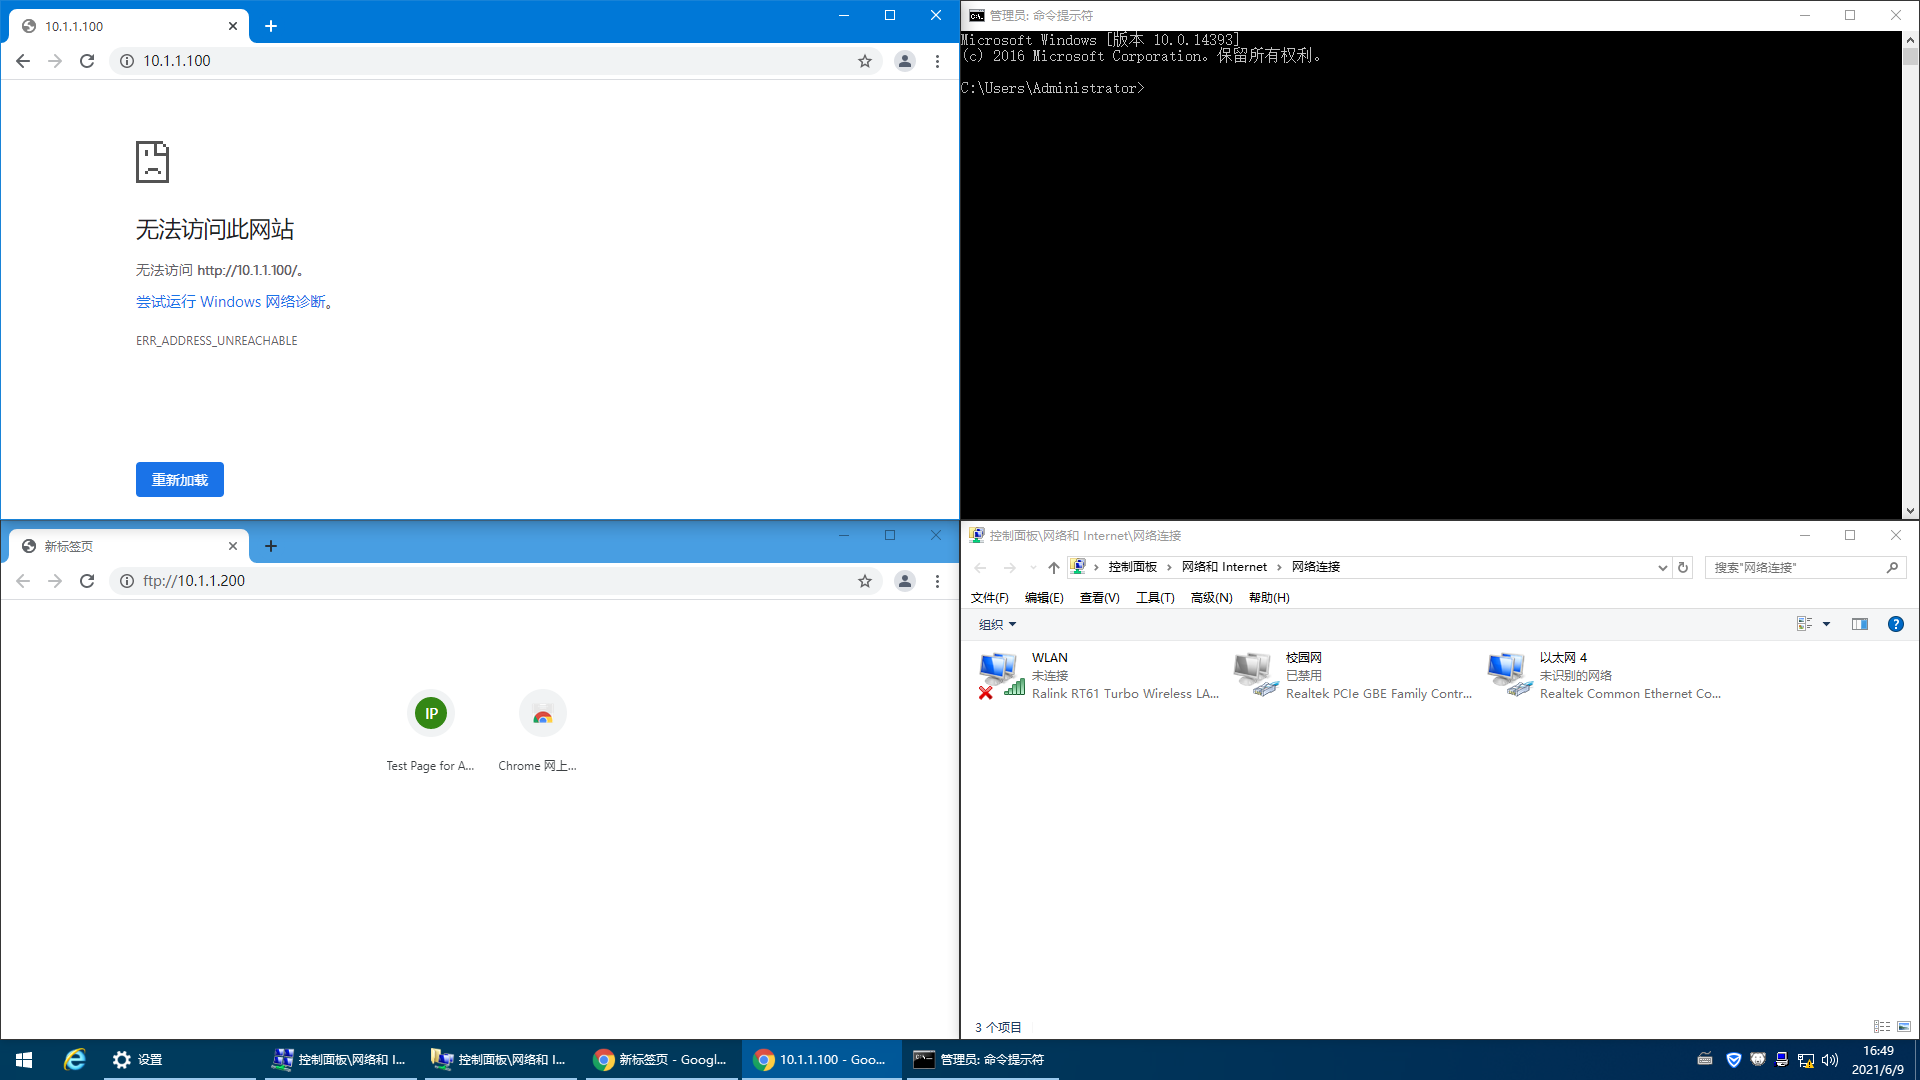 10.1.1.100
10.1.1.100
无法访问此网站
无法访问 http://10.1.1.100/。
尝试运行 Windows 网络诊断。
ERR_ADDRESS_UNREACHABLE
重新加载
管理员: 命令提示符
Microsoft Windows [版本 10.0.14393]
(c) 2016 Microsoft Corporation。保留所有权利。
C:\Users\Administrator>
新标签页
ftp://10.1.1.200
IP
Test Page for A...
Chrome 网上...
控制面板\网络和 Internet\网络连接
控制面板 › 网络和 Internet › 网络连接
搜索"网络连接"
文件(F) 编辑(E) 查看(V) 工具(T) 高级(N) 帮助(H)
组织
WLAN
未连接
Ralink RT61 Turbo Wireless LA...
校园网
已禁用
Realtek PCIe GBE Family Contr...
以太网 4
未识别的网络
Realtek Common Ethernet Co...
3 个项目
设置
控制面板\网络和 I...
控制面板\网络和 I...
新标签页 - Googl...
10.1.1.100 - Goo...
管理员: 命令提示符
16:49
2021/6/9